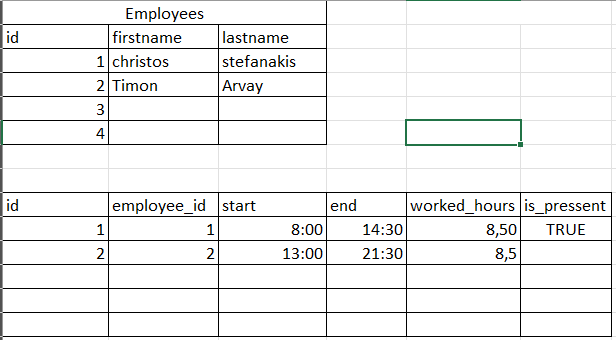 Employees
id firstname lastname
1 christos stefanakis
2 Timon Arvay
3
4
id employee_id start end worked_hours is_pressent
1 1 8:00 14:30 8,50 TRUE
2 2 13:00 21:30 8,5